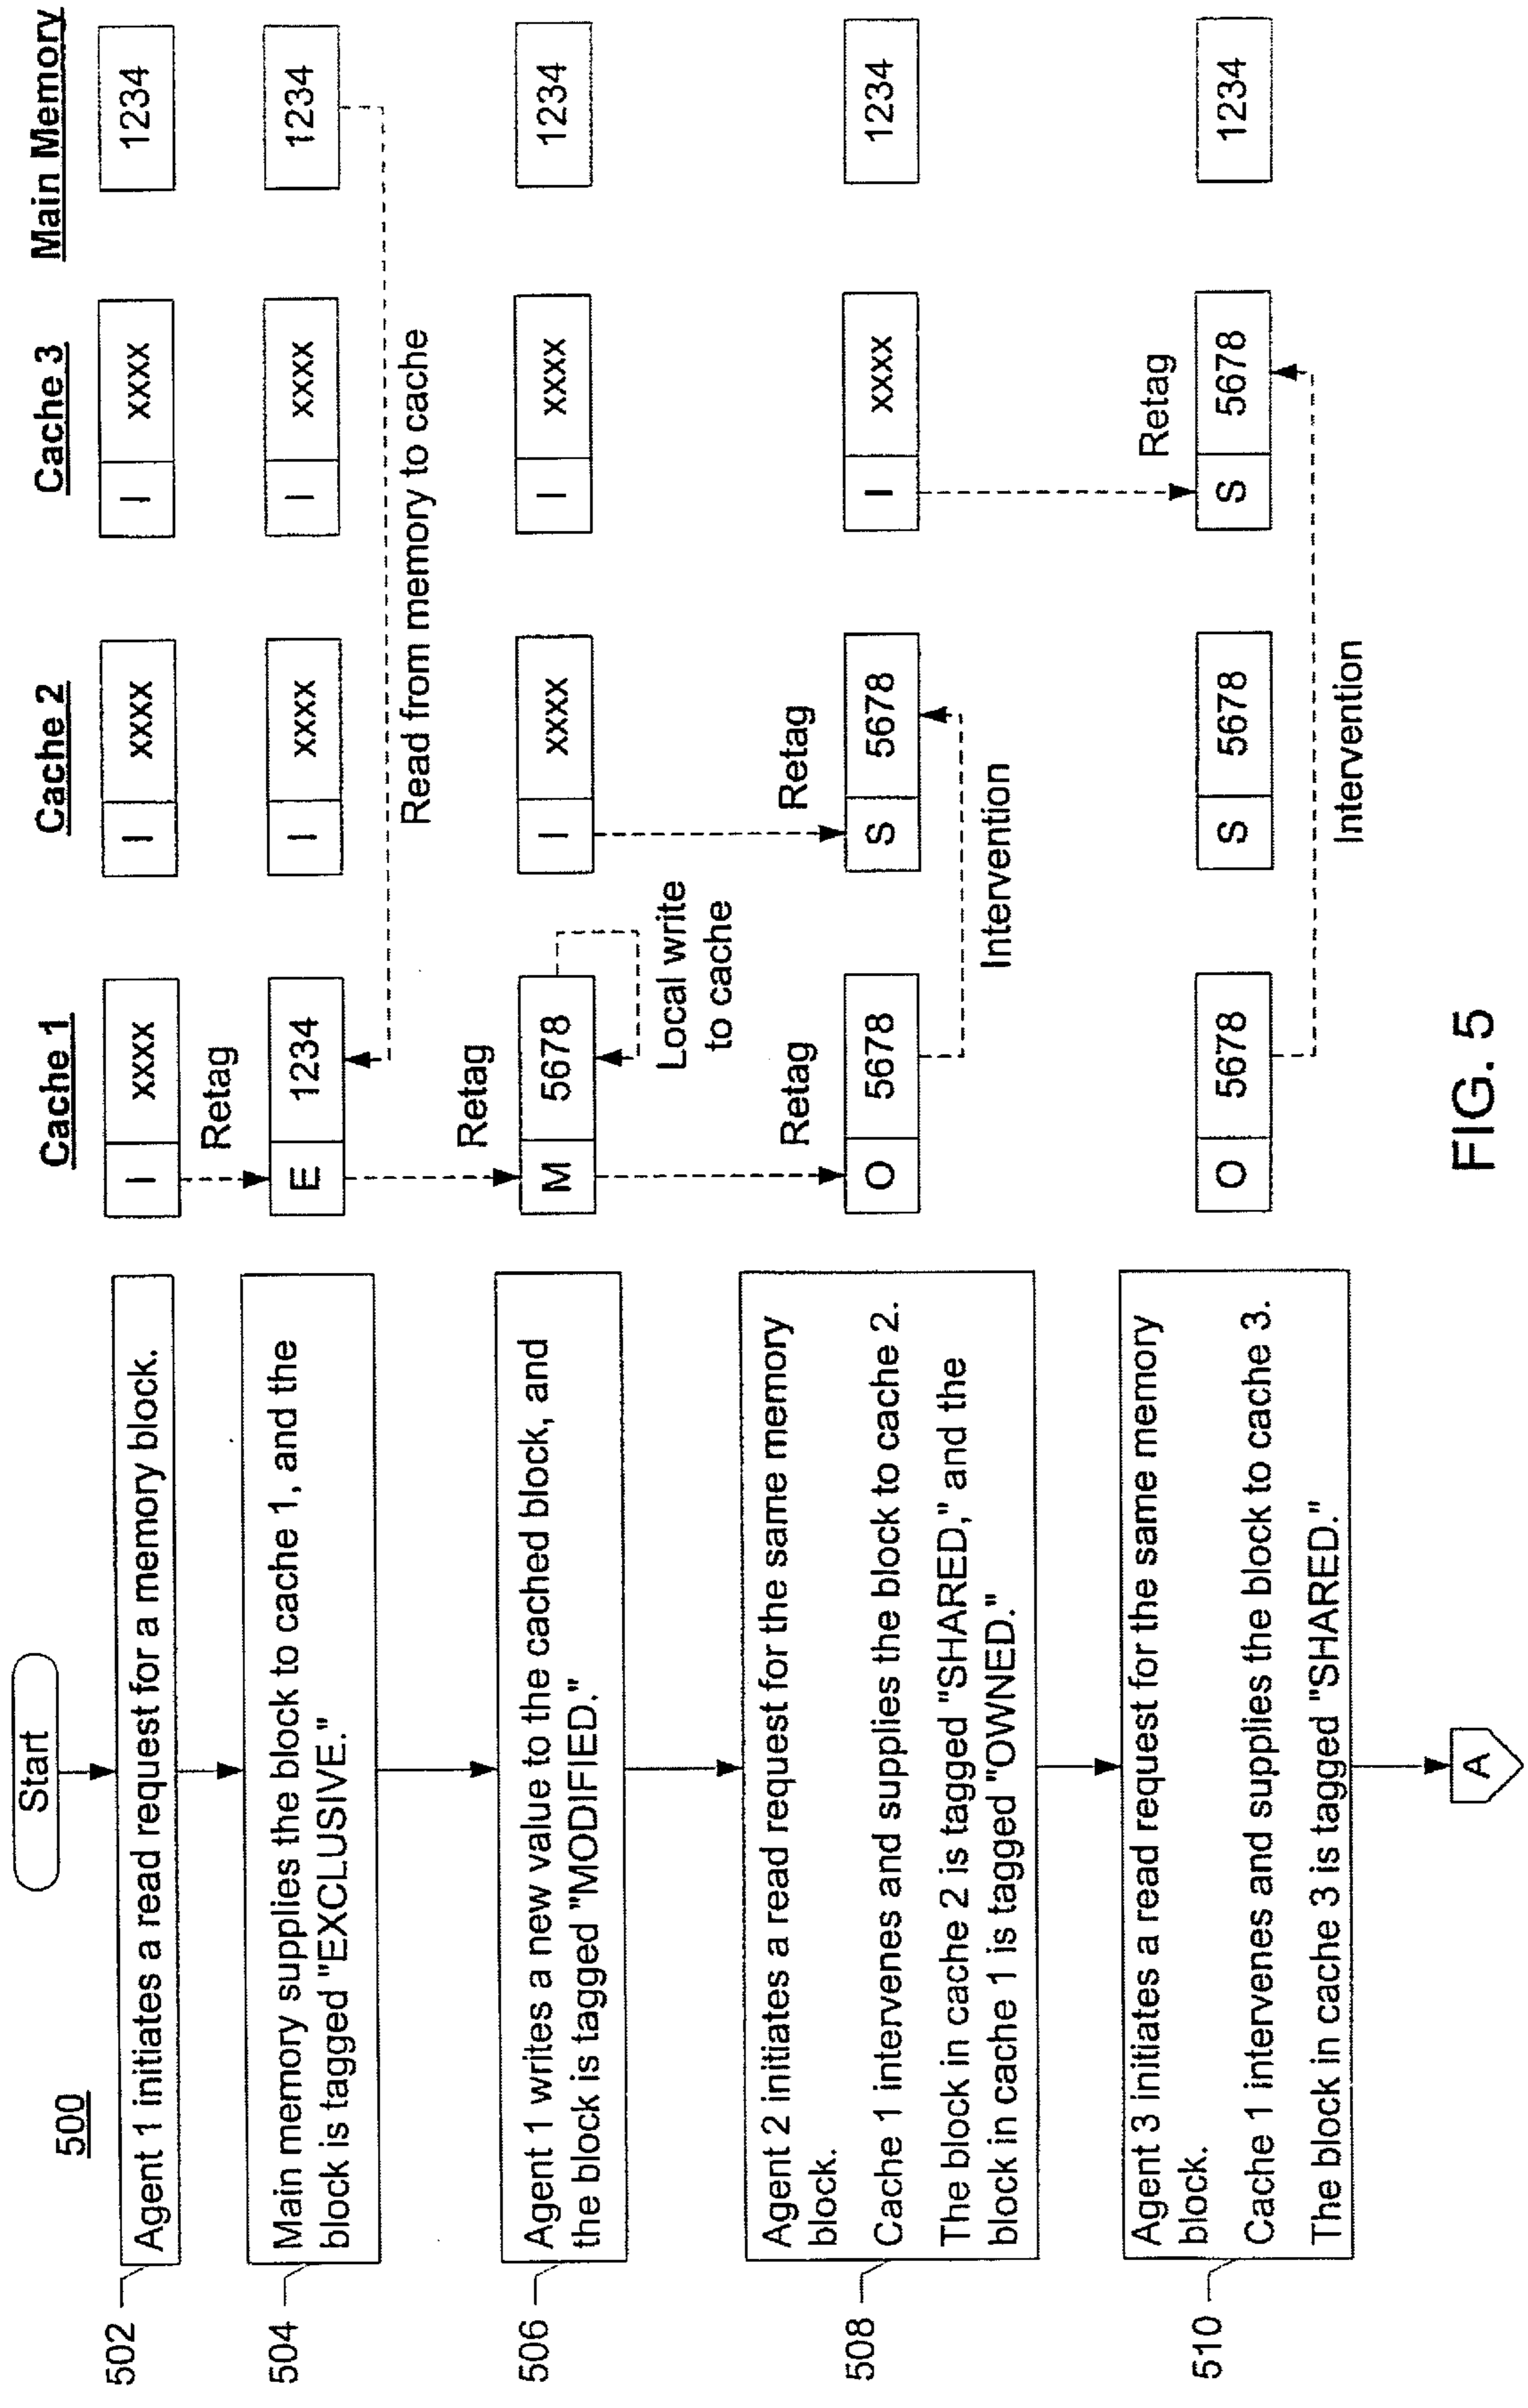 500
Start
Cache 1
Cache 2
Cache 3
Main Memory
502
Agent 1 initiates a read request for a memory block.
I xxxx
I xxxx
I xxxx
1234
Retag
504
Main memory supplies the block to cache 1, and the
block is tagged "EXCLUSIVE."
E 1234
I xxxx
I xxxx
1234
Read from memory to cache
Retag
506
Agent 1 writes a new value to the cached block, and
the block is tagged "MODIFIED."
M 5678
I xxxx
I xxxx
1234
Local write
to cache
Retag
Retag
508
Agent 2 initiates a read request for the same memory
block.
Cache 1 intervenes and supplies the block to cache 2.
The block in cache 2 is tagged "SHARED," and the
block in cache 1 is tagged "OWNED."
O 5678
S 5678
I xxxx
1234
Intervention
Retag
510
Agent 3 initiates a read request for the same memory
block.
Cache 1 intervenes and supplies the block to cache 3.
The block in cache 3 is tagged "SHARED."
O 5678
S 5678
S 5678
1234
Intervention
A
FIG. 5